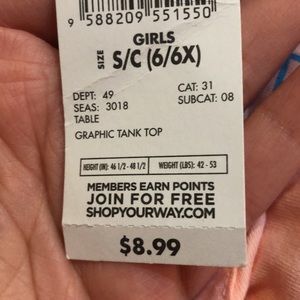 9 588209 551550
GIRLS
SIZE S/C (6/6X)
DEPT: 49 CAT: 31
SEAS: 3018 SUBCAT: 08
TABLE
GRAPHIC TANK TOP
HEIGHT (IN): 46 1/2 - 48 1/2 WEIGHT (LBS): 42 - 53
MEMBERS EARN POINTS
JOIN FOR FREE
SHOPYOURWAY.COM
$8.99